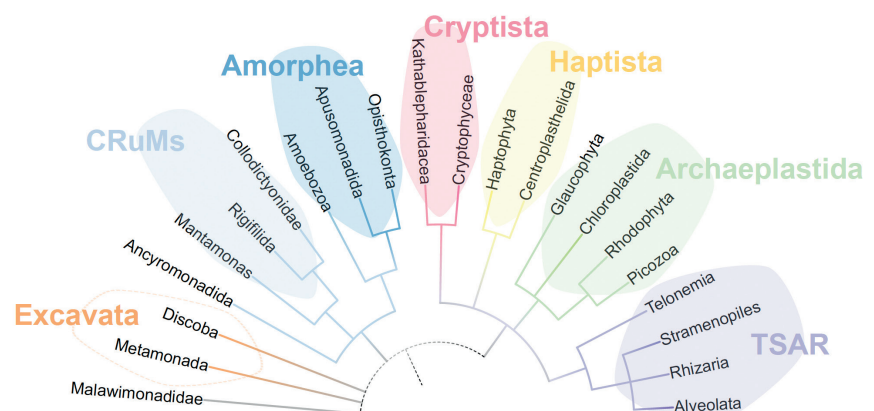 Cryptista
Amorphea
Haptista
CRuMs
Archaeplastida
Excavata
TSAR
Malawimonadidae
Metamonada
Discoba
Ancyromonadida
Mantamonas
Rigifilida
Collodictyonidae
Amoebozoa
Apusomonadida
Opisthokonta
Kathablepharidacea
Cryptophyceae
Haptophyta
Centroplasthelida
Glaucophyta
Chloroplastida
Rhodophyta
Picozoa
Telonemia
Stramenopiles
Rhizaria
Alveolata